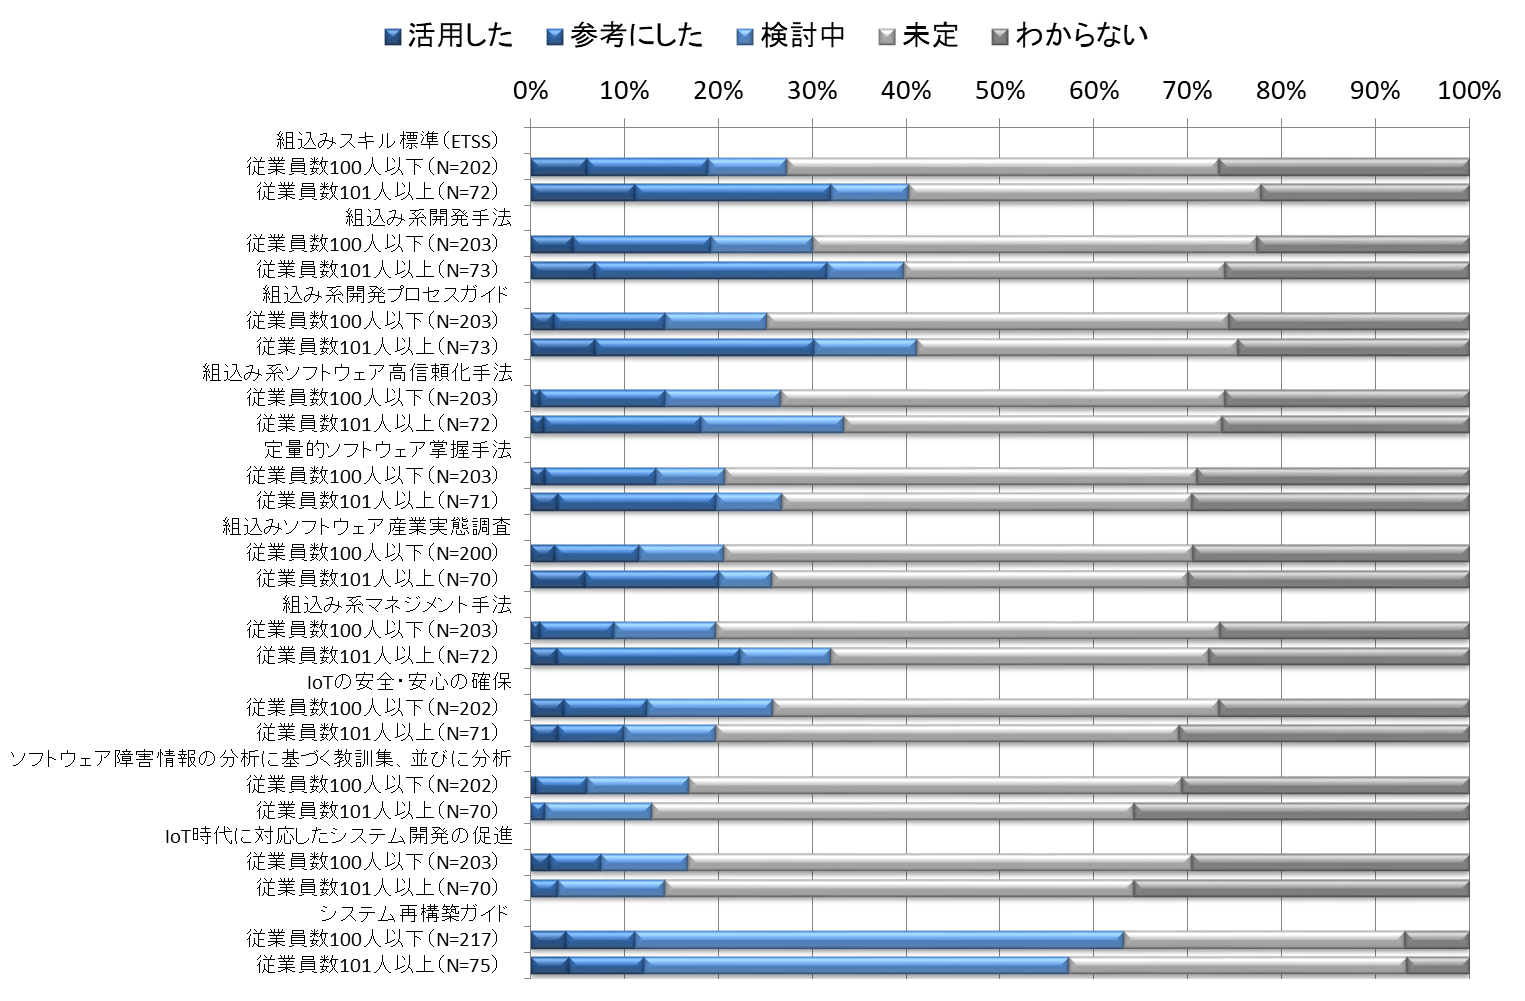 活用した 参考にした 検討中 未定 わからない
0% 10% 20% 30% 40% 50% 60% 70% 80% 90% 100%
組込みスキル標準（ETSS）
従業員数100人以下（N=202）
従業員数101人以上（N=72）
組込み系開発手法
従業員数100人以下（N=203）
従業員数101人以上（N=73）
組込み系開発プロセスガイド
従業員数100人以下（N=203）
従業員数101人以上（N=73）
組込み系ソフトウェア高信頼化手法
従業員数100人以下（N=203）
従業員数101人以上（N=72）
定量的ソフトウェア掌握手法
従業員数100人以下（N=203）
従業員数101人以上（N=71）
組込みソフトウェア産業実態調査
従業員数100人以下（N=200）
従業員数101人以上（N=70）
組込み系マネジメント手法
従業員数100人以下（N=203）
従業員数101人以上（N=72）
IoTの安全・安心の確保
従業員数100人以下（N=202）
従業員数101人以上（N=71）
ソフトウェア障害情報の分析に基づく教訓集、並びに分析
従業員数100人以下（N=202）
従業員数101人以上（N=70）
IoT時代に対応したシステム開発の促進
従業員数100人以下（N=203）
従業員数101人以上（N=70）
システム再構築ガイド
従業員数100人以下（N=217）
従業員数101人以上（N=75）